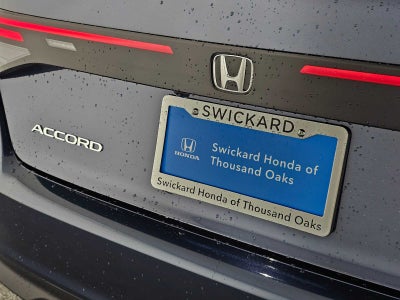 SWICKARD
HONDA
Swickard Honda of
Thousand Oaks
Swickard Honda of Thousand Oaks
ACCORD